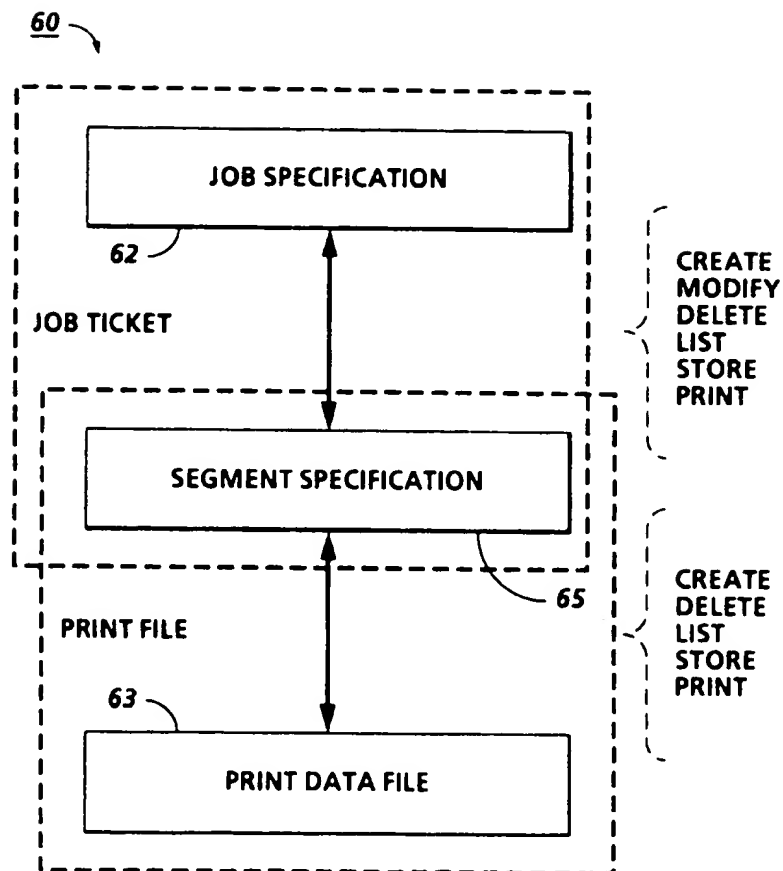 60
JOB SPECIFICATION
62
JOB TICKET
CREATE
MODIFY
DELETE
LIST
STORE
PRINT
SEGMENT SPECIFICATION
65
PRINT FILE
CREATE
DELETE
LIST
STORE
PRINT
63
PRINT DATA FILE